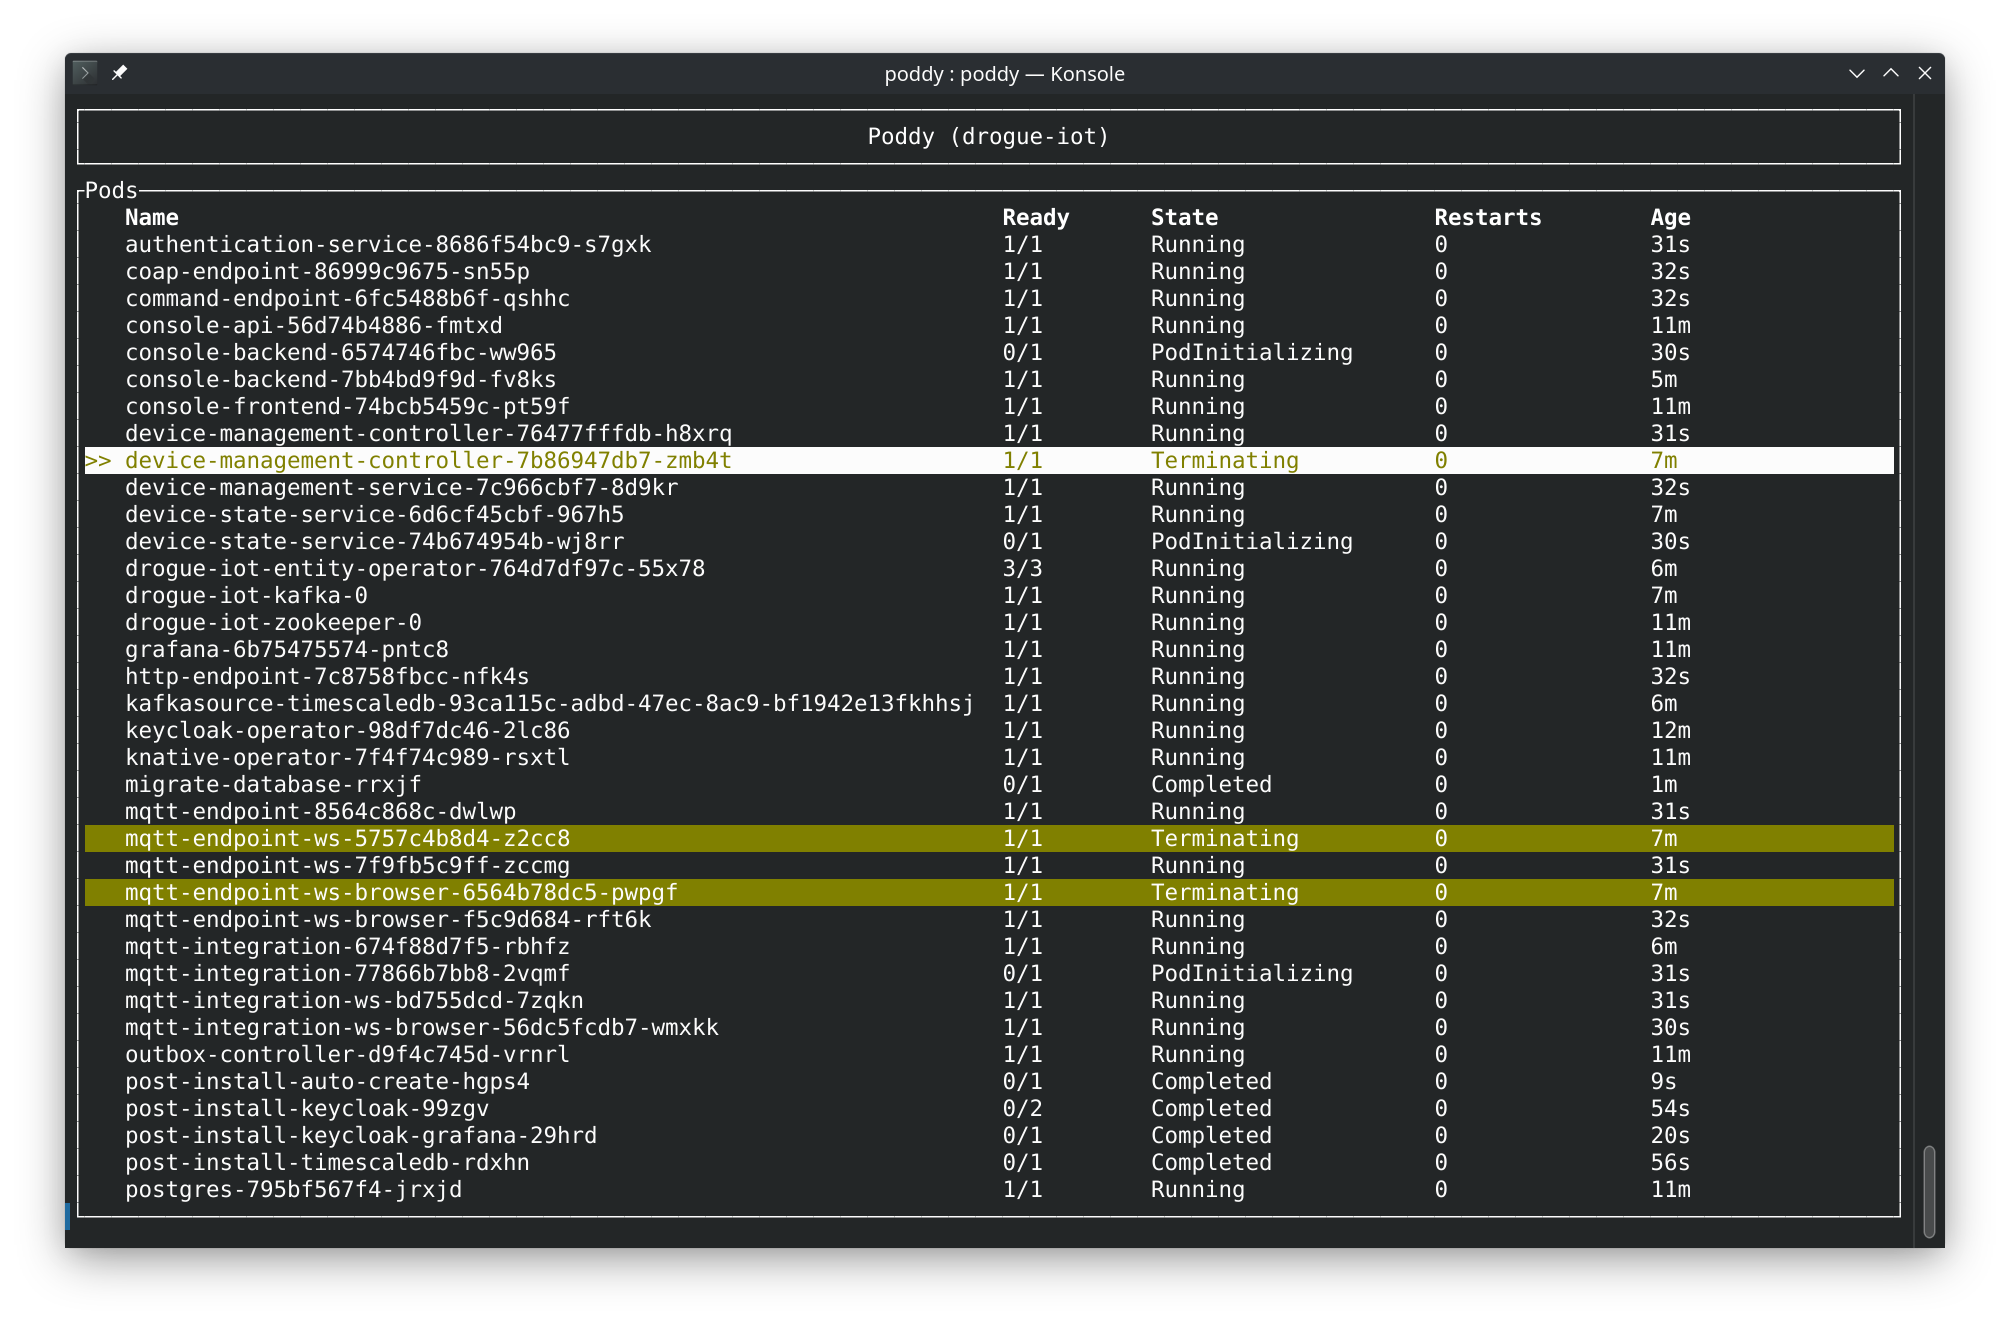 poddy : poddy — Konsole
Poddy (drogue-iot)
Pods
Name Ready State Restarts Age
authentication-service-8686f54bc9-s7gxk 1/1 Running 0 31s
coap-endpoint-86999c9675-sn55p 1/1 Running 0 32s
command-endpoint-6fc5488b6f-qshhc 1/1 Running 0 32s
console-api-56d74b4886-fmtxd 1/1 Running 0 11m
console-backend-6574746fbc-ww965 0/1 PodInitializing 0 30s
console-backend-7bb4bd9f9d-fv8ks 1/1 Running 0 5m
console-frontend-74bcb5459c-pt59f 1/1 Running 0 11m
device-management-controller-76477fffdb-h8xrq 1/1 Running 0 31s
>> device-management-controller-7b86947db7-zmb4t 1/1 Terminating 0 7m
device-management-service-7c966cbf7-8d9kr 1/1 Running 0 32s
device-state-service-6d6cf45cbf-967h5 1/1 Running 0 7m
device-state-service-74b674954b-wj8rr 0/1 PodInitializing 0 30s
drogue-iot-entity-operator-764d7df97c-55x78 3/3 Running 0 6m
drogue-iot-kafka-0 1/1 Running 0 7m
drogue-iot-zookeeper-0 1/1 Running 0 11m
grafana-6b75475574-pntc8 1/1 Running 0 11m
http-endpoint-7c8758fbcc-nfk4s 1/1 Running 0 32s
kafkasource-timescaledb-93ca115c-adbd-47ec-8ac9-bf1942e13fkhhsj 1/1 Running 0 6m
keycloak-operator-98df7dc46-2lc86 1/1 Running 0 12m
knative-operator-7f4f74c989-rsxtl 1/1 Running 0 11m
migrate-database-rrxjf 0/1 Completed 0 1m
mqtt-endpoint-8564c868c-dwlwp 1/1 Running 0 31s
mqtt-endpoint-ws-5757c4b8d4-z2cc8 1/1 Terminating 0 7m
mqtt-endpoint-ws-7f9fb5c9ff-zccmg 1/1 Running 0 31s
mqtt-endpoint-ws-browser-6564b78dc5-pwpgf 1/1 Terminating 0 7m
mqtt-endpoint-ws-browser-f5c9d684-rft6k 1/1 Running 0 32s
mqtt-integration-674f88d7f5-rbhfz 1/1 Running 0 6m
mqtt-integration-77866b7bb8-2vqmf 0/1 PodInitializing 0 31s
mqtt-integration-ws-bd755dcd-7zqkn 1/1 Running 0 31s
mqtt-integration-ws-browser-56dc5fcdb7-wmxkk 1/1 Running 0 30s
outbox-controller-d9f4c745d-vrnrl 1/1 Running 0 11m
post-install-auto-create-hgps4 0/1 Completed 0 9s
post-install-keycloak-99zgv 0/2 Completed 0 54s
post-install-keycloak-grafana-29hrd 0/1 Completed 0 20s
post-install-timescaledb-rdxhn 0/1 Completed 0 56s
postgres-795bf567f4-jrxjd 1/1 Running 0 11m